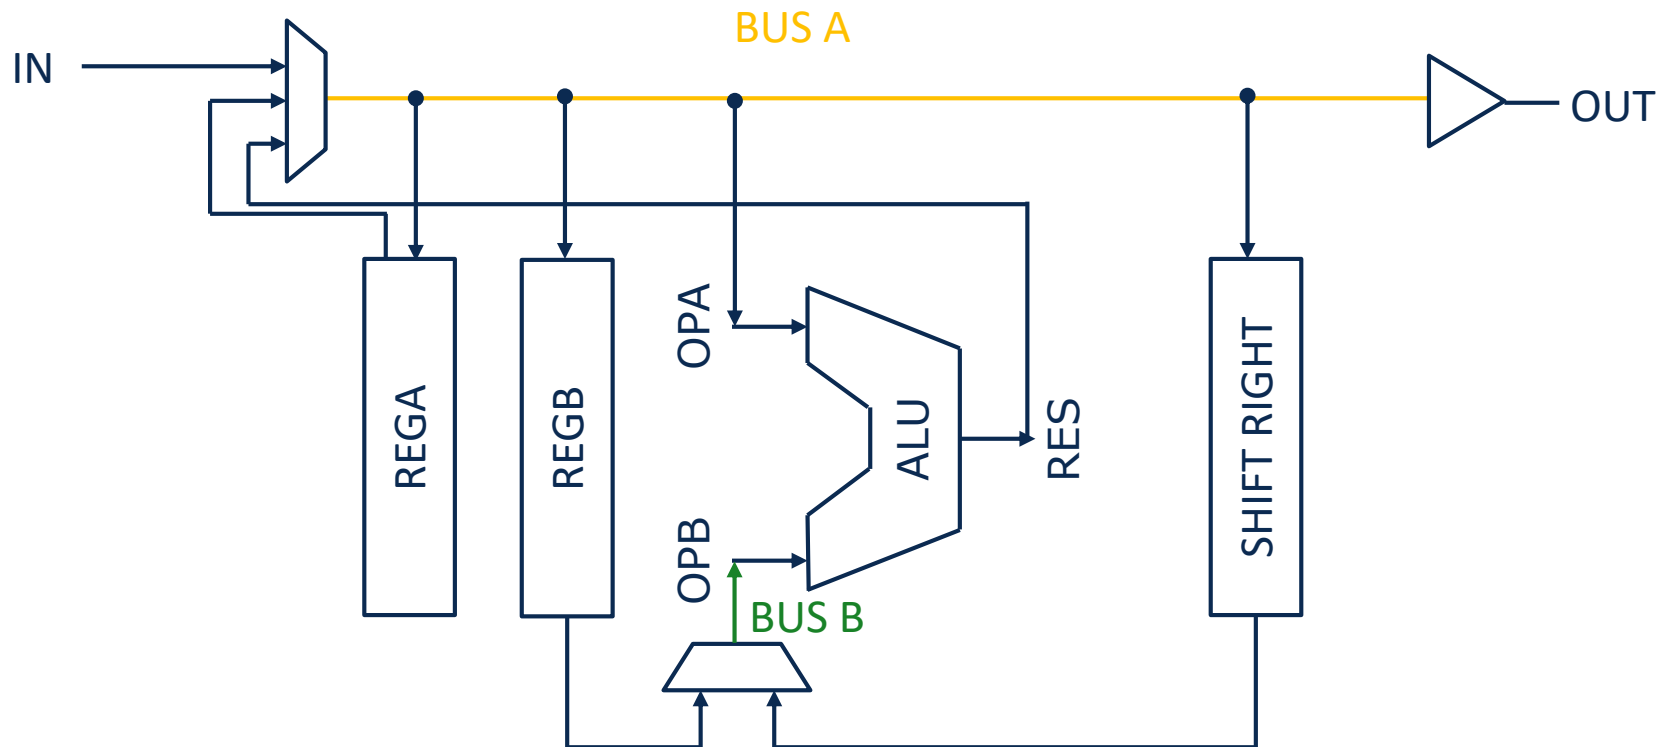 BUS A
IN
OUT
OPA
REGA
REGB
ALU
RES
SHIFT RIGHT
OPB
BUS B